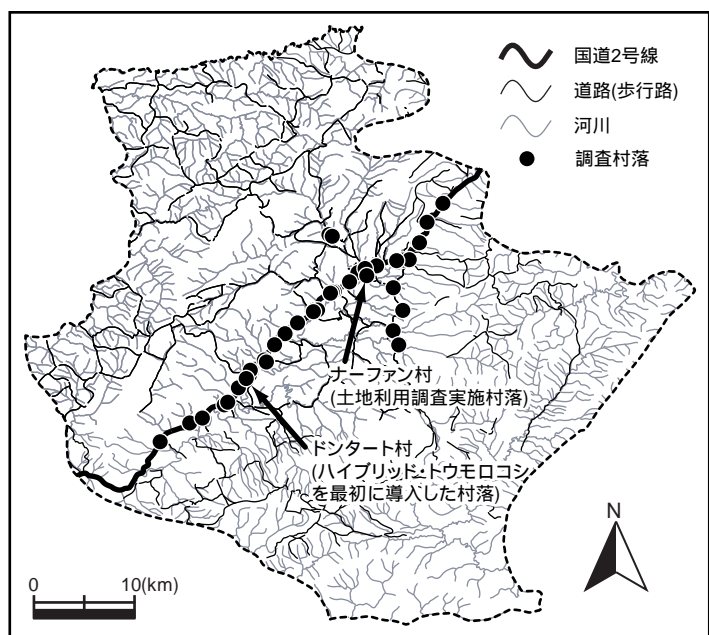 国道2号線
道路(歩行路)
河川
調査村落
ナーファン村
(土地利用調査実施村落)
ドンタート村
(ハイブリッド・トウモロコシ
を最初に導入した村落)
N
0 10(km)